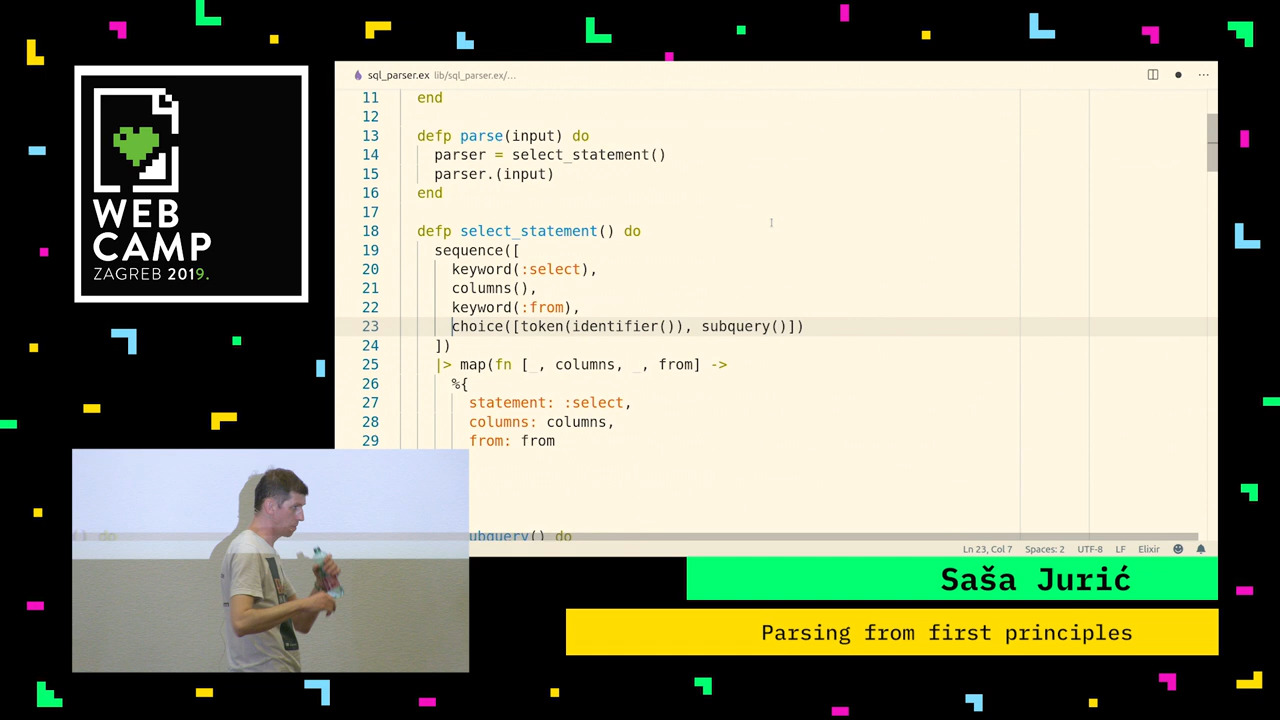 WEB
CAMP
ZAGREB 2019.
sql_parser.ex lib/sql_parser.ex/...
11 end
12
13 defp parse(input) do
14 parser = select_statement()
15 parser.(input)
16 end
17
18 defp select_statement() do
19 sequence([
20 keyword(:select),
21 columns(),
22 keyword(:from),
23 choice([token(identifier()), subquery()])
24 ])
25 |> map(fn [_, columns, _, from] ->
26 %{
27 statement: :select,
28 columns: columns,
29 from: from
ubquery() do
() do
Ln 23, Col 7 Spaces: 2 UTF-8 LF Elixir
Saša Jurić
Parsing from first principles